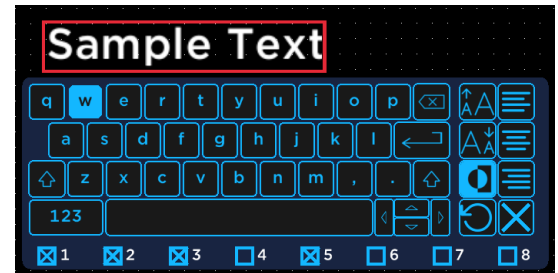 Sample Text
q w e r t y u i o p A
a s d f g h j k l A
z x c v b n m , .
123
1 2 3 4 5 6 7 8